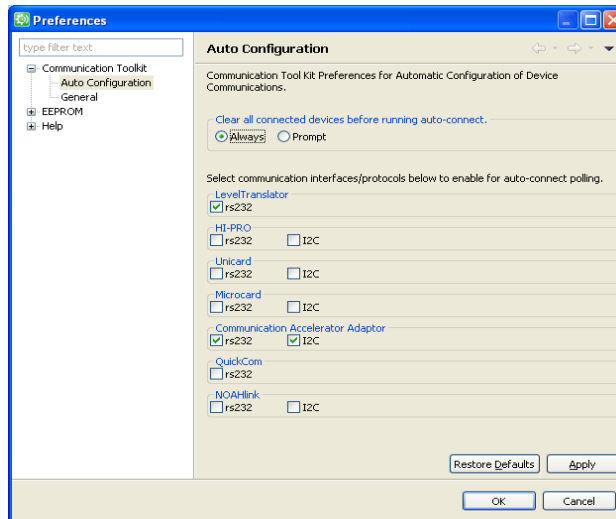 Preferences
type filter text
Communication Toolkit
Auto Configuration
General
EEPROM
Help
Auto Configuration
Communication Tool Kit Preferences for Automatic Configuration of Device
Communications.
Clear all connected devices before running auto-connect.
Always Prompt
Select communication interfaces/protocols below to enable for auto-connect polling.
LevelTranslator
rs232
HI-PRO
rs232 I2C
Unicard
rs232 I2C
Microcard
rs232 I2C
Communication Accelerator Adaptor
rs232 I2C
QuickCom
rs232
NOAHlink
rs232 I2C
Restore Defaults Apply
OK Cancel